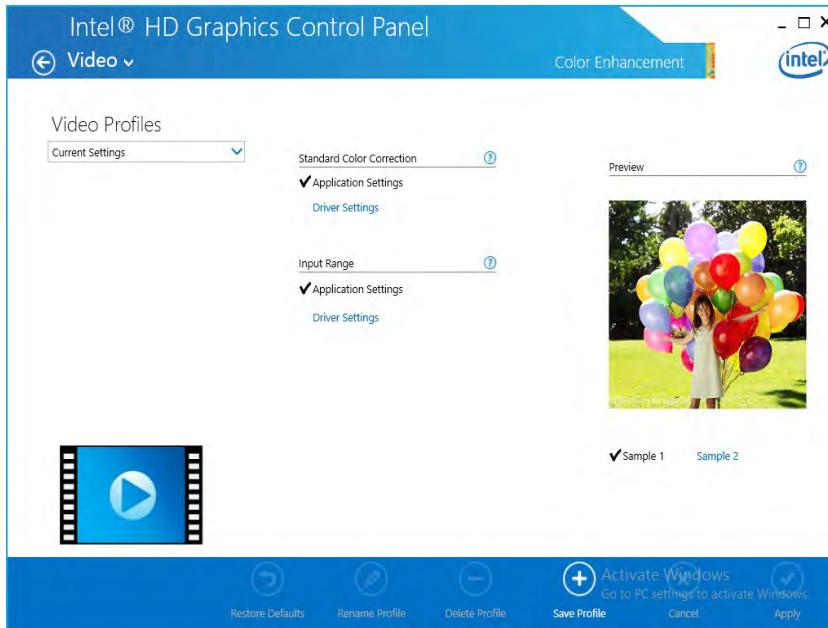 Intel® HD Graphics Control Panel
Video
Color Enhancement
intel
Video Profiles
Current Settings
Standard Color Correction
?
Application Settings
Driver Settings
Input Range
?
Application Settings
Driver Settings
Preview
?
Sample 1
Sample 2
Activate Windows
Go to PC settings to activate Windows.
Restore Defaults
Rename Profile
Delete Profile
Save Profile
Cancel
Apply